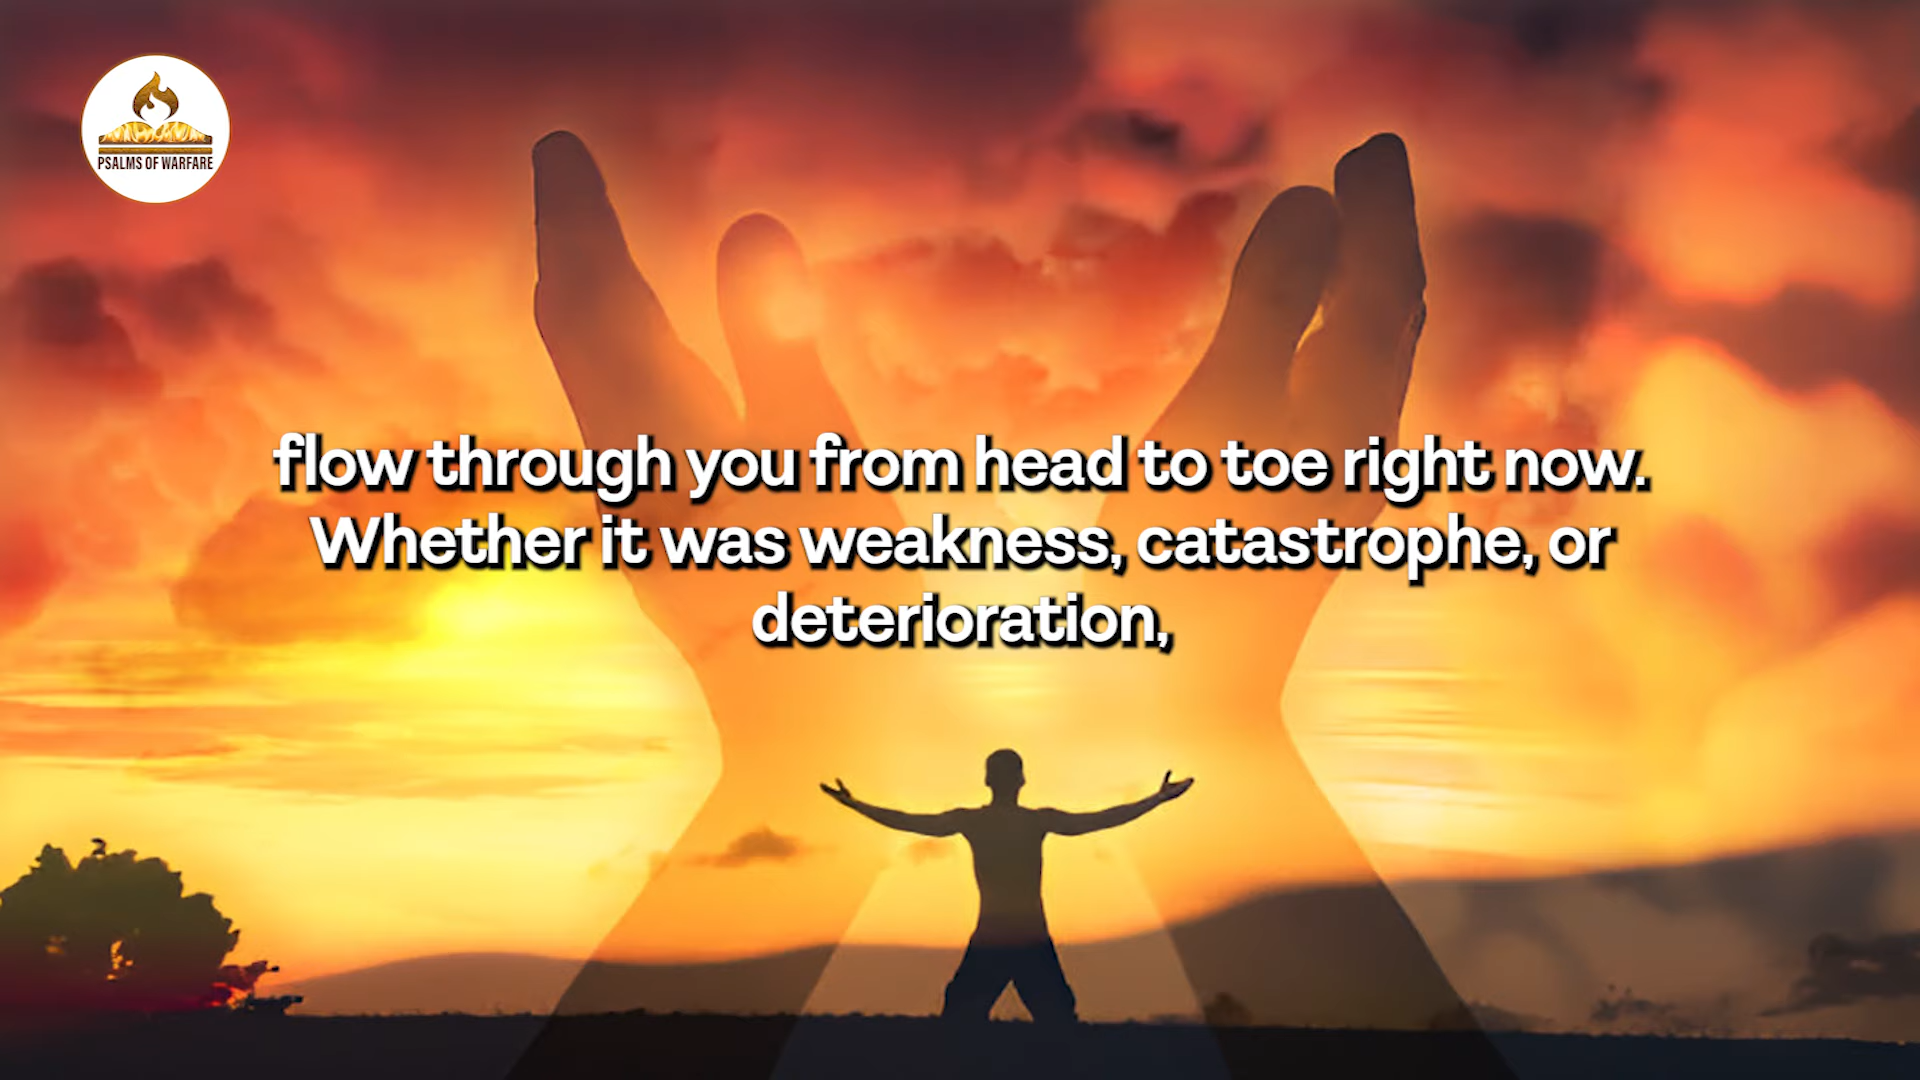 PSALMS OF WARFARE
flow through you from head to toe right now.
Whether it was weakness, catastrophe, or
deterioration,